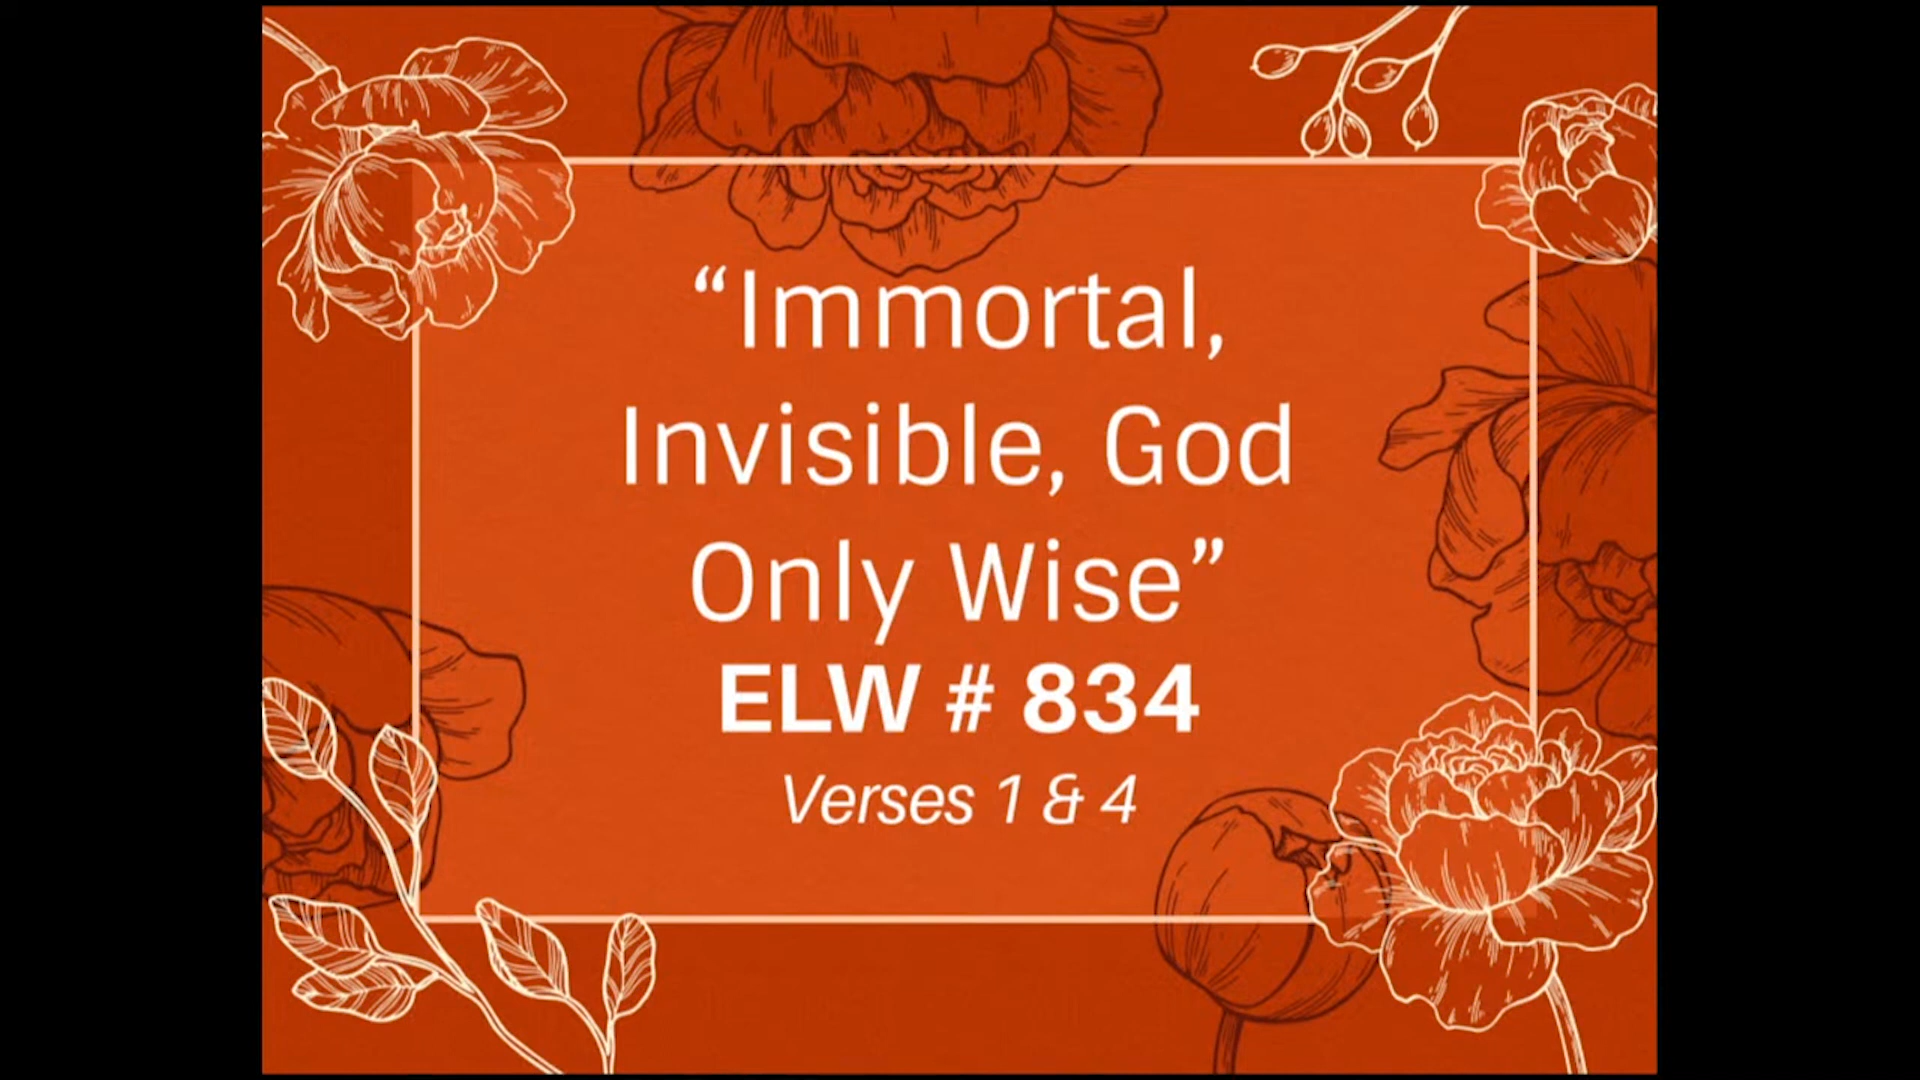 “Immortal,
Invisible, God
Only Wise”
ELW # 834
Verses 1 & 4